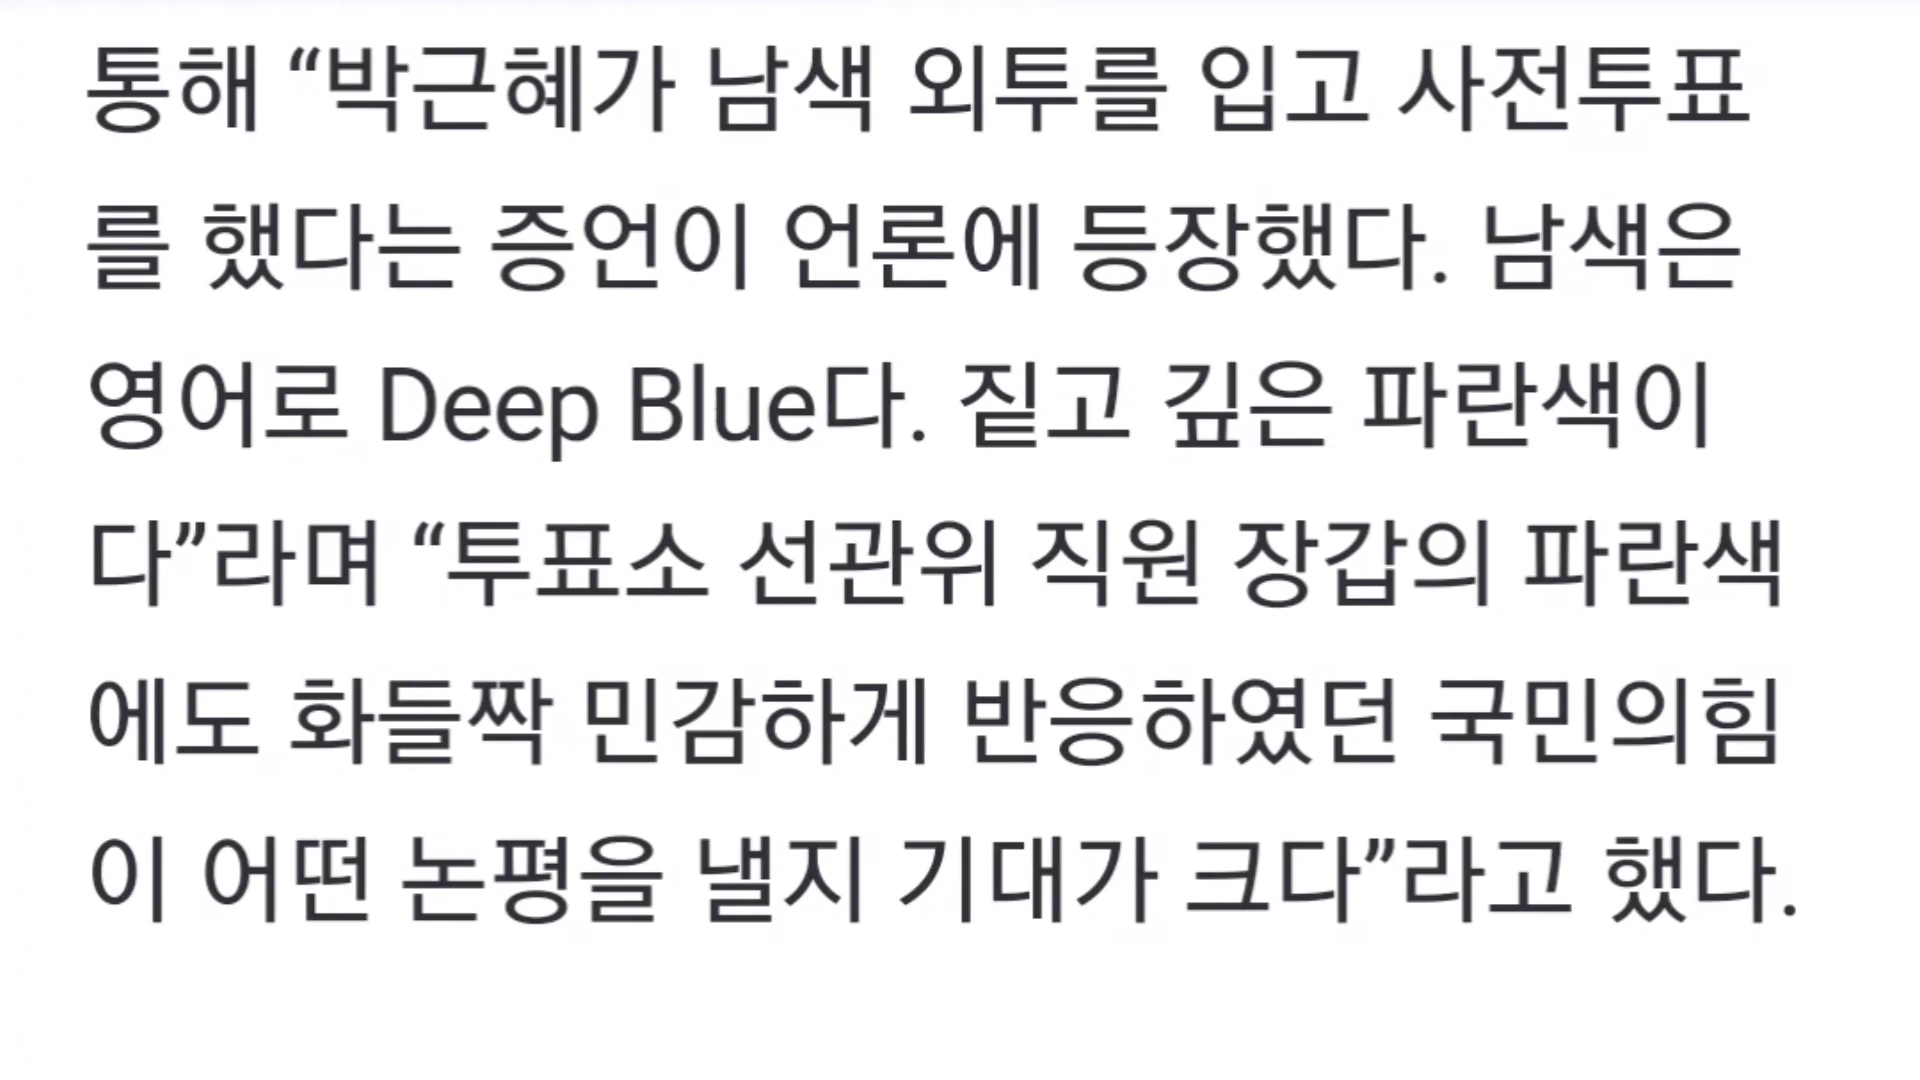 통해 “박근혜가 남색 외투를 입고 사전투표
를 했다는 증언이 언론에 등장했다. 남색은
영어로 Deep Blue다. 짙고 깊은 파란색이
다”라며 “투표소 선관위 직원 장갑의 파란색
에도 화들짝 민감하게 반응하였던 국민의힘
이 어떤 논평을 낼지 기대가 크다”라고 했다.